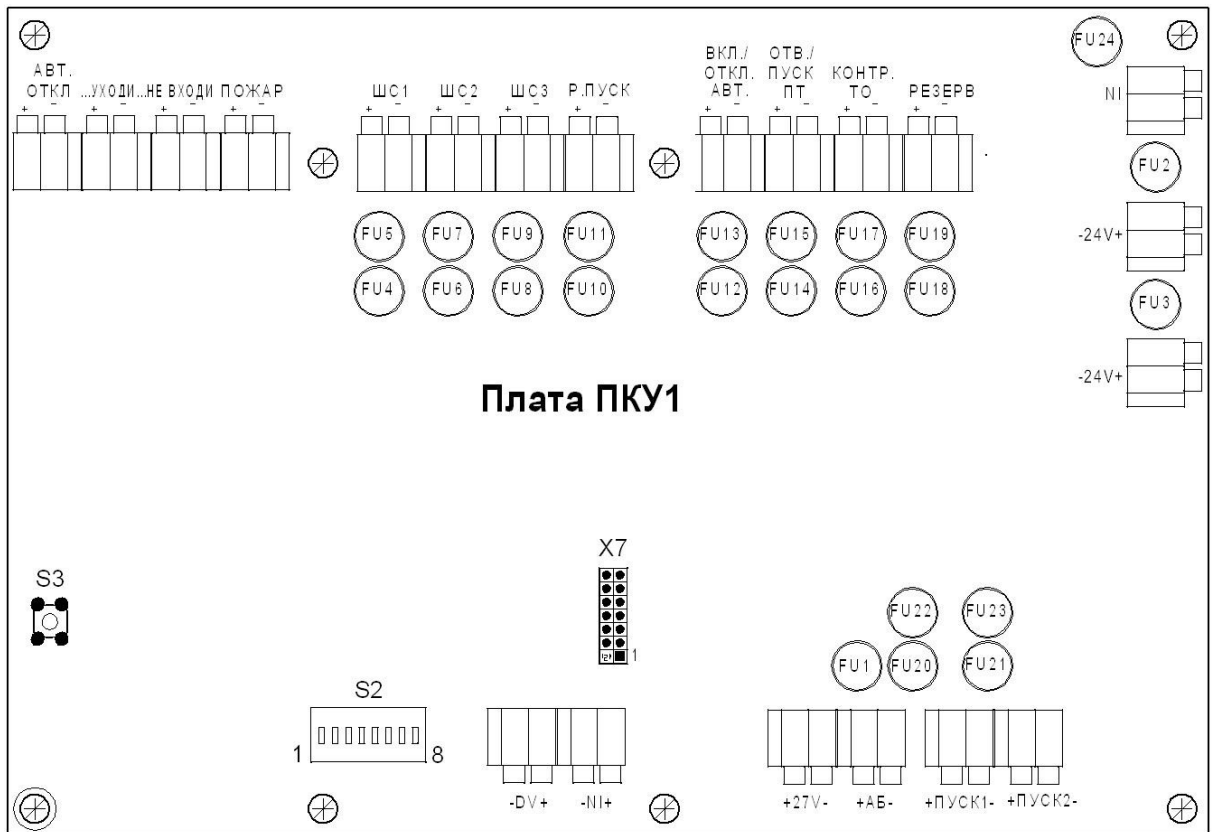 FU24
АВТ.
ОТКЛ ...УХОДИ...НЕ ВХОДИ ПОЖАР
+ − + − + − + −
ШС1 ШС2 ШС3 Р.ПУСК
+ − + − + − + −
ВКЛ./
ОТКЛ.
АВТ.
ОТВ./
ПУСК
ПТ
КОНТР.
ТО
РЕЗЕРВ
+ − + − + − + −
NI
FU2
FU5 FU7 FU9 FU11 FU13 FU15 FU17 FU19
-24V+
FU4 FU6 FU8 FU10 FU12 FU14 FU16 FU18
FU3
-24V+
Плата ПКУ1
X7
1
S3
FU22 FU23
FU1 FU20 FU21
S2
1 8
-DV+ -NI+ +27V- +АБ- +ПУСК1- +ПУСК2-